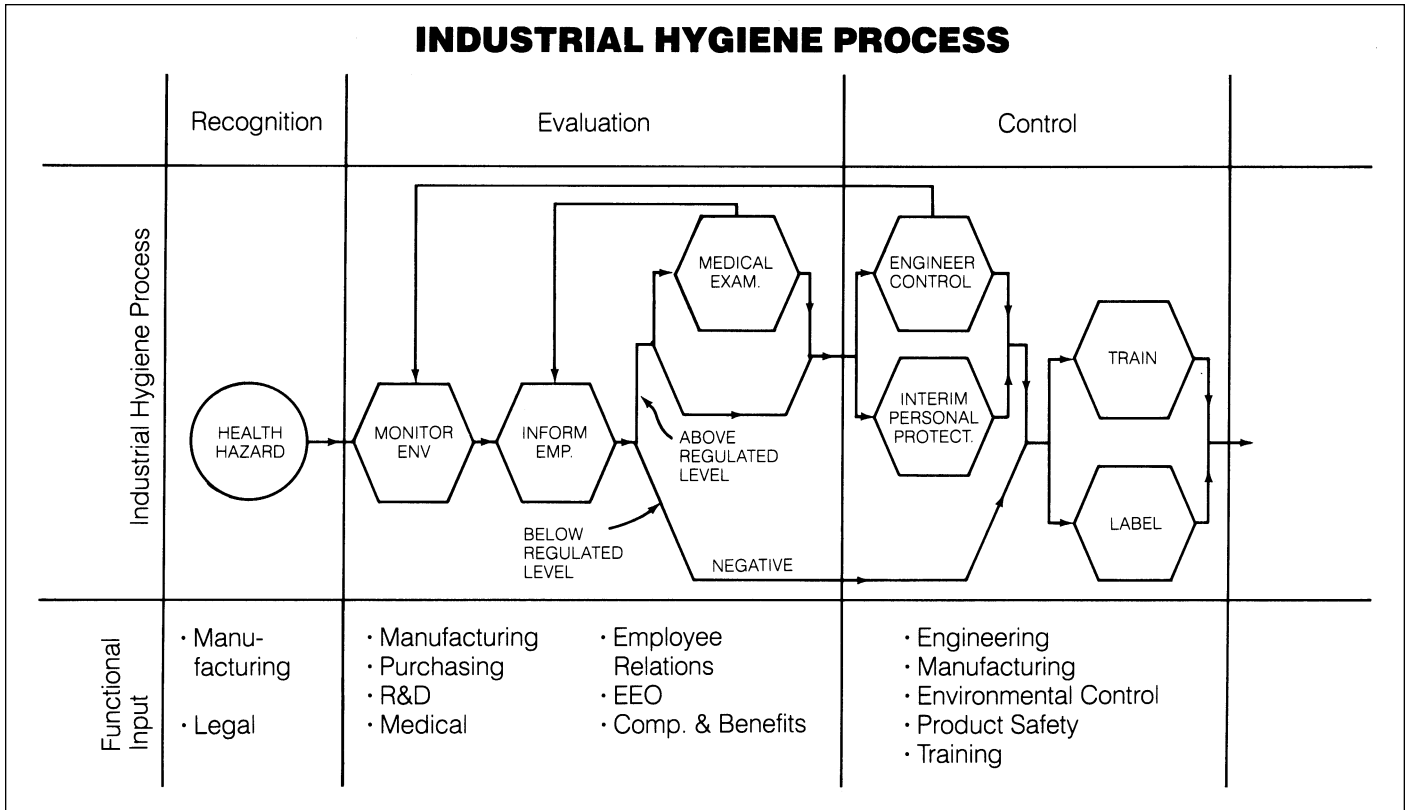 INDUSTRIAL HYGIENE PROCESS
Recognition
Evaluation
Control
Industrial Hygiene Process
HEALTH
HAZARD
MONITOR
ENV
INFORM
EMP.
MEDICAL
EXAM.
ABOVE
REGULATED
LEVEL
BELOW
REGULATED
LEVEL
NEGATIVE
ENGINEER
CONTROL
INTERIM
PERSONAL
PROTECT.
TRAIN
LABEL
Functional
Input
· Manu-
facturing
· Legal
· Manufacturing
· Purchasing
· R&D
· Medical
· Employee
Relations
· EEO
· Comp. & Benefits
· Engineering
· Manufacturing
· Environmental Control
· Product Safety
· Training